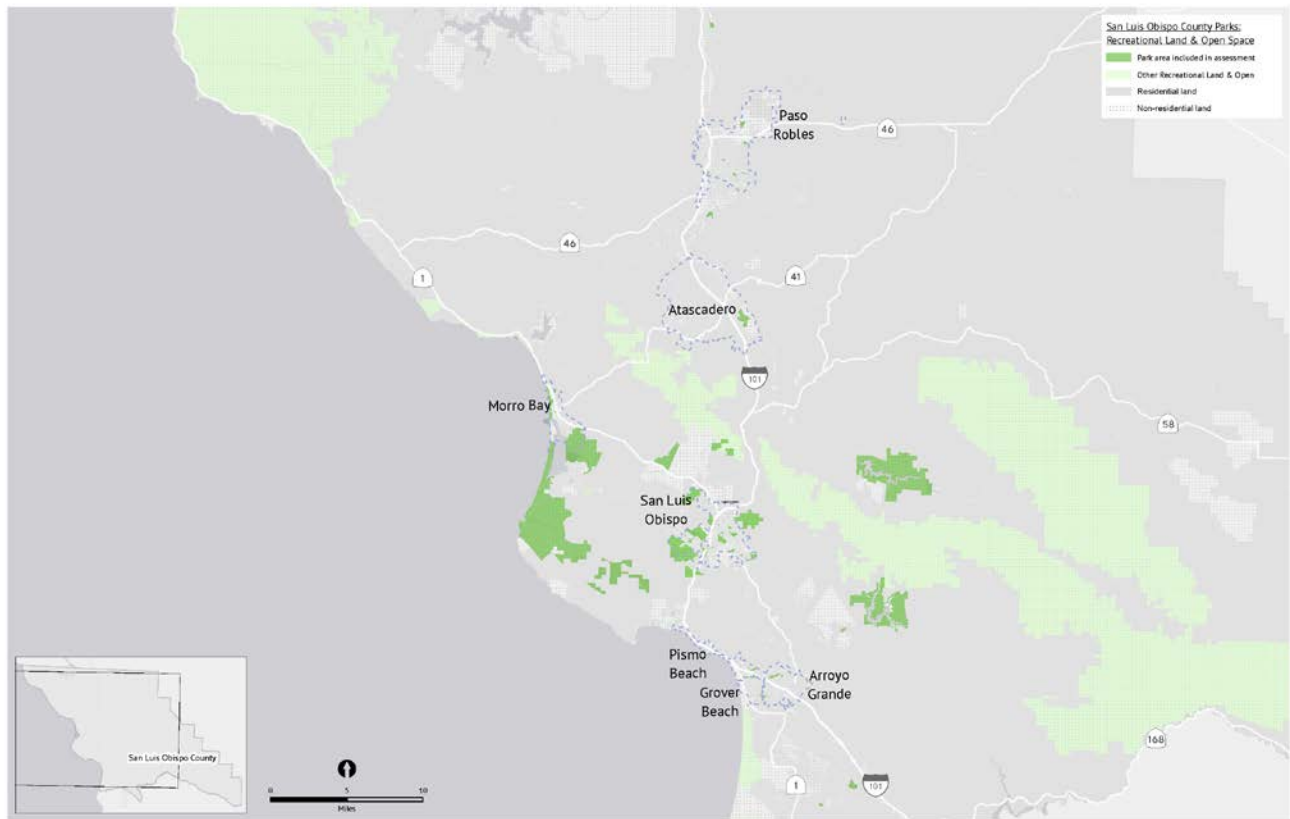 San Luis Obispo County Parks:
Recreational Land & Open Space
Park area included in assessment
Other Recreational Land & Open
Residential land
Non-residential land
Paso
Robles
46
46
1
41
Atascadero
101
Morro Bay
58
San Luis
Obispo
Pismo
Beach
Grover
Beach
Arroyo
Grande
168
1
101
San Luis Obispo County
0
5
10
Miles